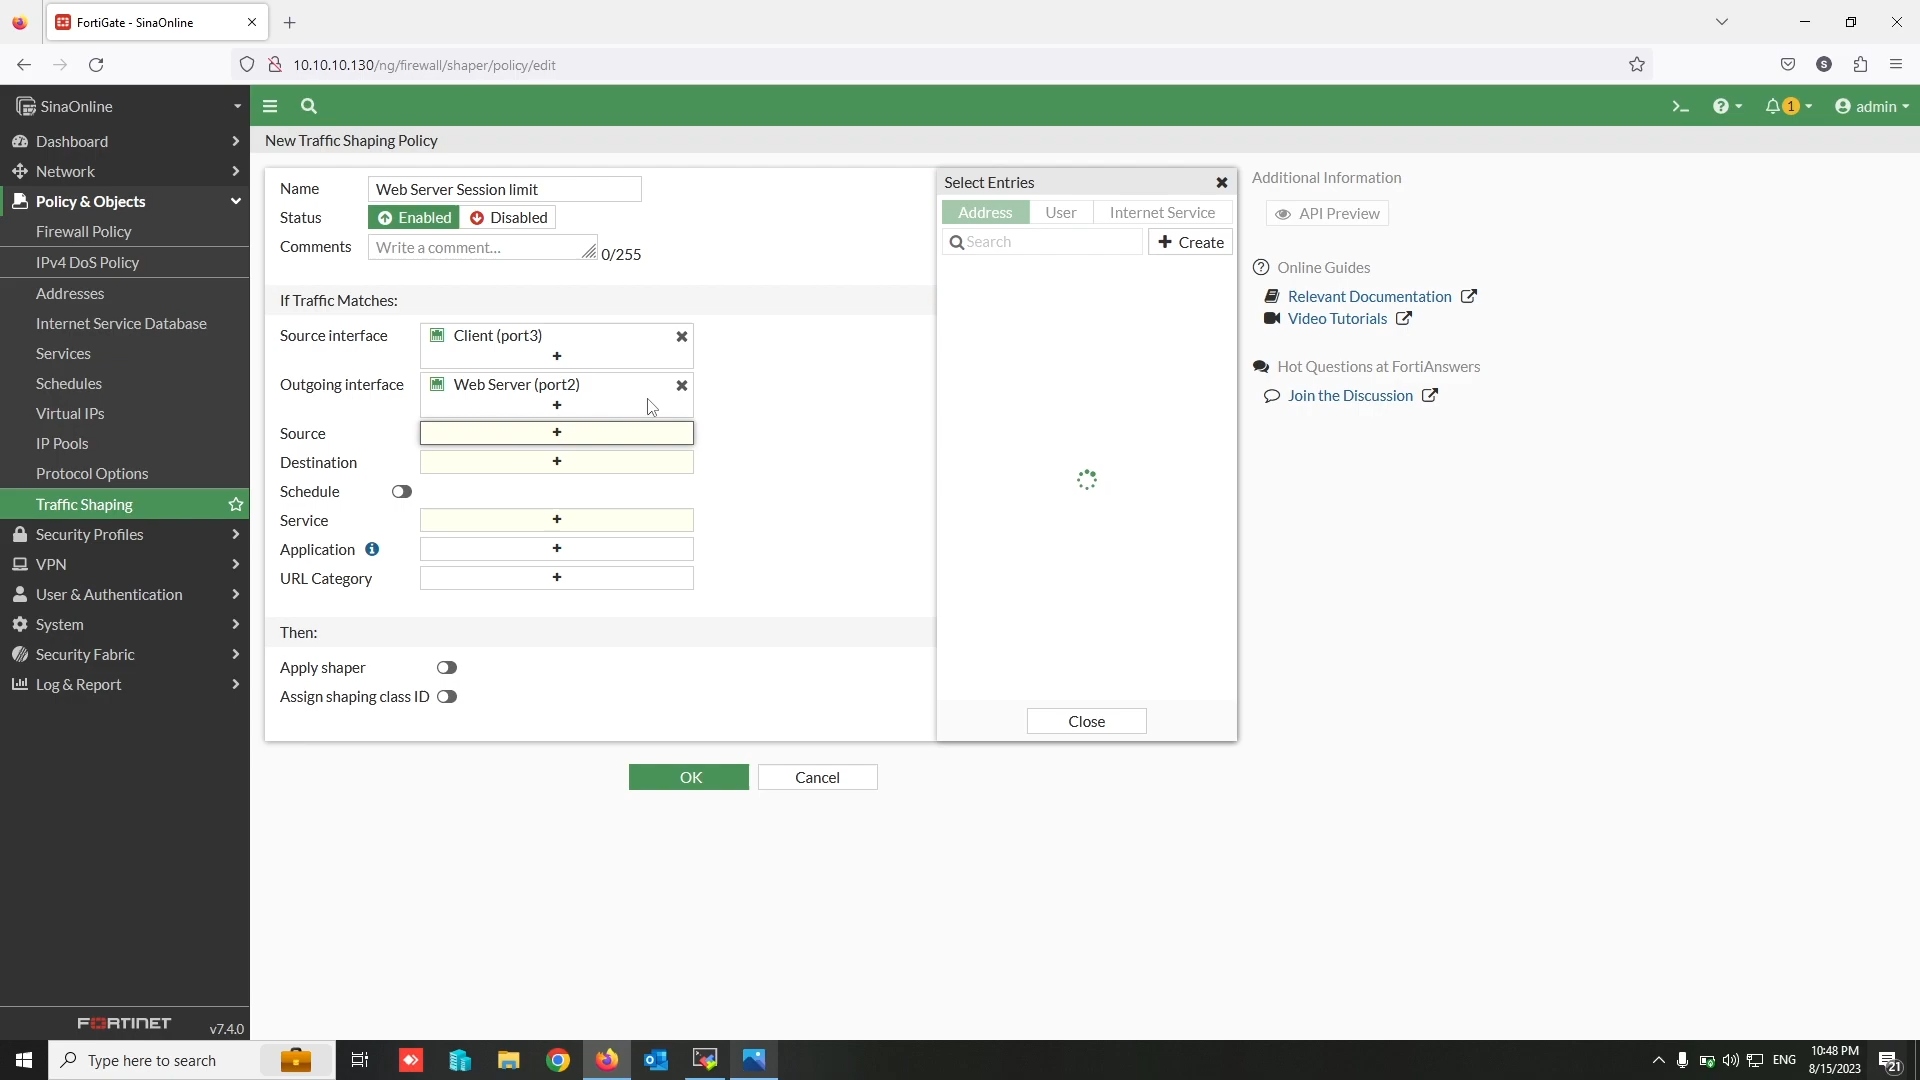 FortiGate - SinaOnline
10.10.10.130/ng/firewall/shaper/policy/edit
S
SinaOnline
1
admin
Dashboard
Network
Policy & Objects
Firewall Policy
IPv4 DoS Policy
Addresses
Internet Service Database
Services
Schedules
Virtual IPs
IP Pools
Protocol Options
Traffic Shaping
Security Profiles
VPN
User & Authentication
System
Security Fabric
Log & Report
FORTINET v7.4.0
New Traffic Shaping Policy
Name Web Server Session limit
Status Enabled Disabled
Comments Write a comment... 0/255
If Traffic Matches:
Source interface Client (port3)
Outgoing interface Web Server (port2)
Source
Destination
Schedule
Service
Application
URL Category
Then:
Apply shaper
Assign shaping class ID
OK Cancel
Select Entries
Address User Internet Service
Search Create
Close
Additional Information
API Preview
Online Guides
Relevant Documentation
Video Tutorials
Hot Questions at FortiAnswers
Join the Discussion
Type here to search
ENG
10:48 PM
8/15/2023
21